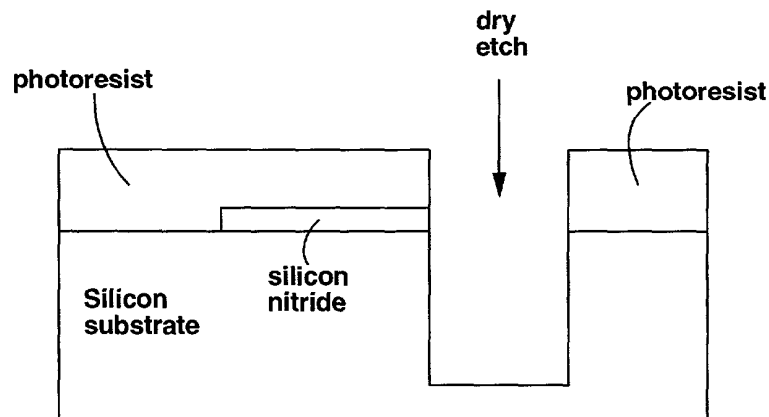 dry
etch
photoresist
photoresist
silicon
nitride
Silicon
substrate